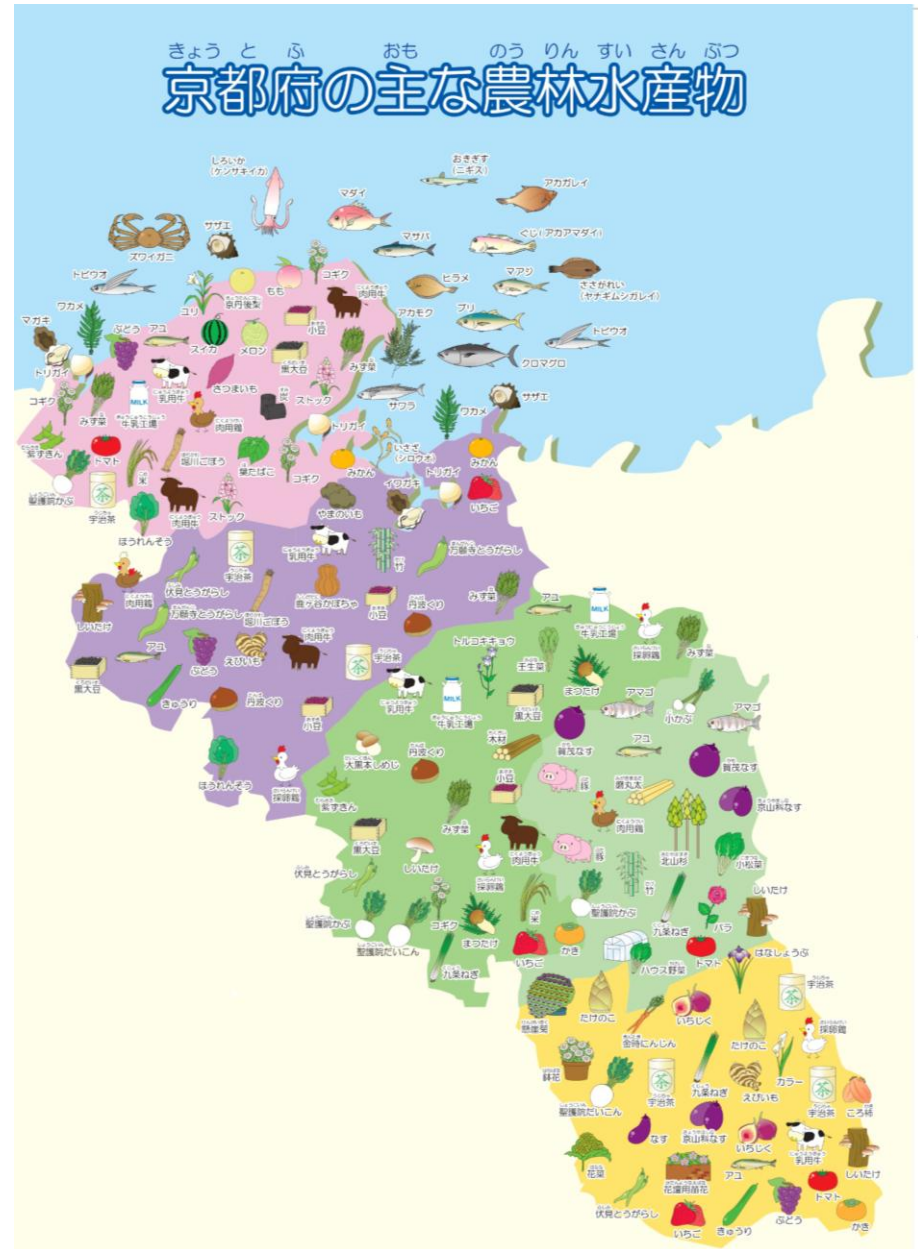 きょう と ふ おも のう りん すい さん ぶつ
京都府の主な農林水産物
しろいか
(ケンサキイカ)
おきぎす
(ニギス)
アカガレイ
マダイ
ズワイガニ
サザエ
マサバ
ぐじ(アカアマダイ)
トビウオ
ユリ
京丹後梨
もも
コギク
肉用牛
ヒラメ
マアジ
ささがれい
(ヤナギムシガレイ)
マガキ
ワカメ
ぶどう
アユ
スイカ
メロン
小豆
アカモク
ブリ
トビウオ
トリガイ
乳用牛
さつまいも
黒大豆
みず菜
クロマグロ
コギク
みず菜
MILK
牛乳工場
肉用鶏
炭
ストック
サワラ
ワカメ
サザエ
紫ずきん
トマト
米
堀川ごぼう
葉たばこ
コギク
トリガイ
みかん
いさざ
(シロウオ)
トリガイ
みかん
聖護院かぶ
茶
宇治茶
ほうれんそう
肉用牛
ストック
やまのいも
イワガキ
いちご
肉用鶏
伏見とうがらし
茶
宇治茶
乳用牛
竹
万願寺とうがらし
しいたけ
万願寺とうがらし
堀川ごぼう
鹿ヶ谷かぼちゃ
小豆
丹波くり
みず菜
アユ
MILK
牛乳工場
採卵鶏
みず菜
黒大豆
アユ
ぶどう
えびいも
肉用牛
茶
宇治茶
トルコキキョウ
壬生菜
まつたけ
きゅうり
丹波くり
小豆
乳用牛
MILK
牛乳工場
黒大豆
アマゴ
小かぶ
アマゴ
ほうれんそう
採卵鶏
大黒本しめじ
丹波くり
木材
賀茂なす
アユ
賀茂なす
紫ずきん
みず菜
小豆
豚
磨丸太
京山科なす
黒大豆
しいたけ
採卵鶏
肉用牛
肉用鶏
豚
北山杉
小松菜
伏見とうがらし
竹
聖護院かぶ
聖護院だいこん
コギク
まつたけ
米
聖護院かぶ
九条ねぎ
バラ
しいたけ
九条ねぎ
いちご
かき
ハウス野菜
トマト
はなしょうぶ
懸崖菊
たけのこ
金時にんじん
いちじく
たけのこ
茶
宇治茶
採卵鶏
鉢花
聖護院だいこん
茶
宇治茶
九条ねぎ
えびいも
カラー
茶
宇治茶
ころ柿
花菜
なす
京山科なす
いちじく
乳用牛
しいたけ
伏見とうがらし
花壇用苗花
アユ
トマト
いちご
きゅうり
ぶどう
かき